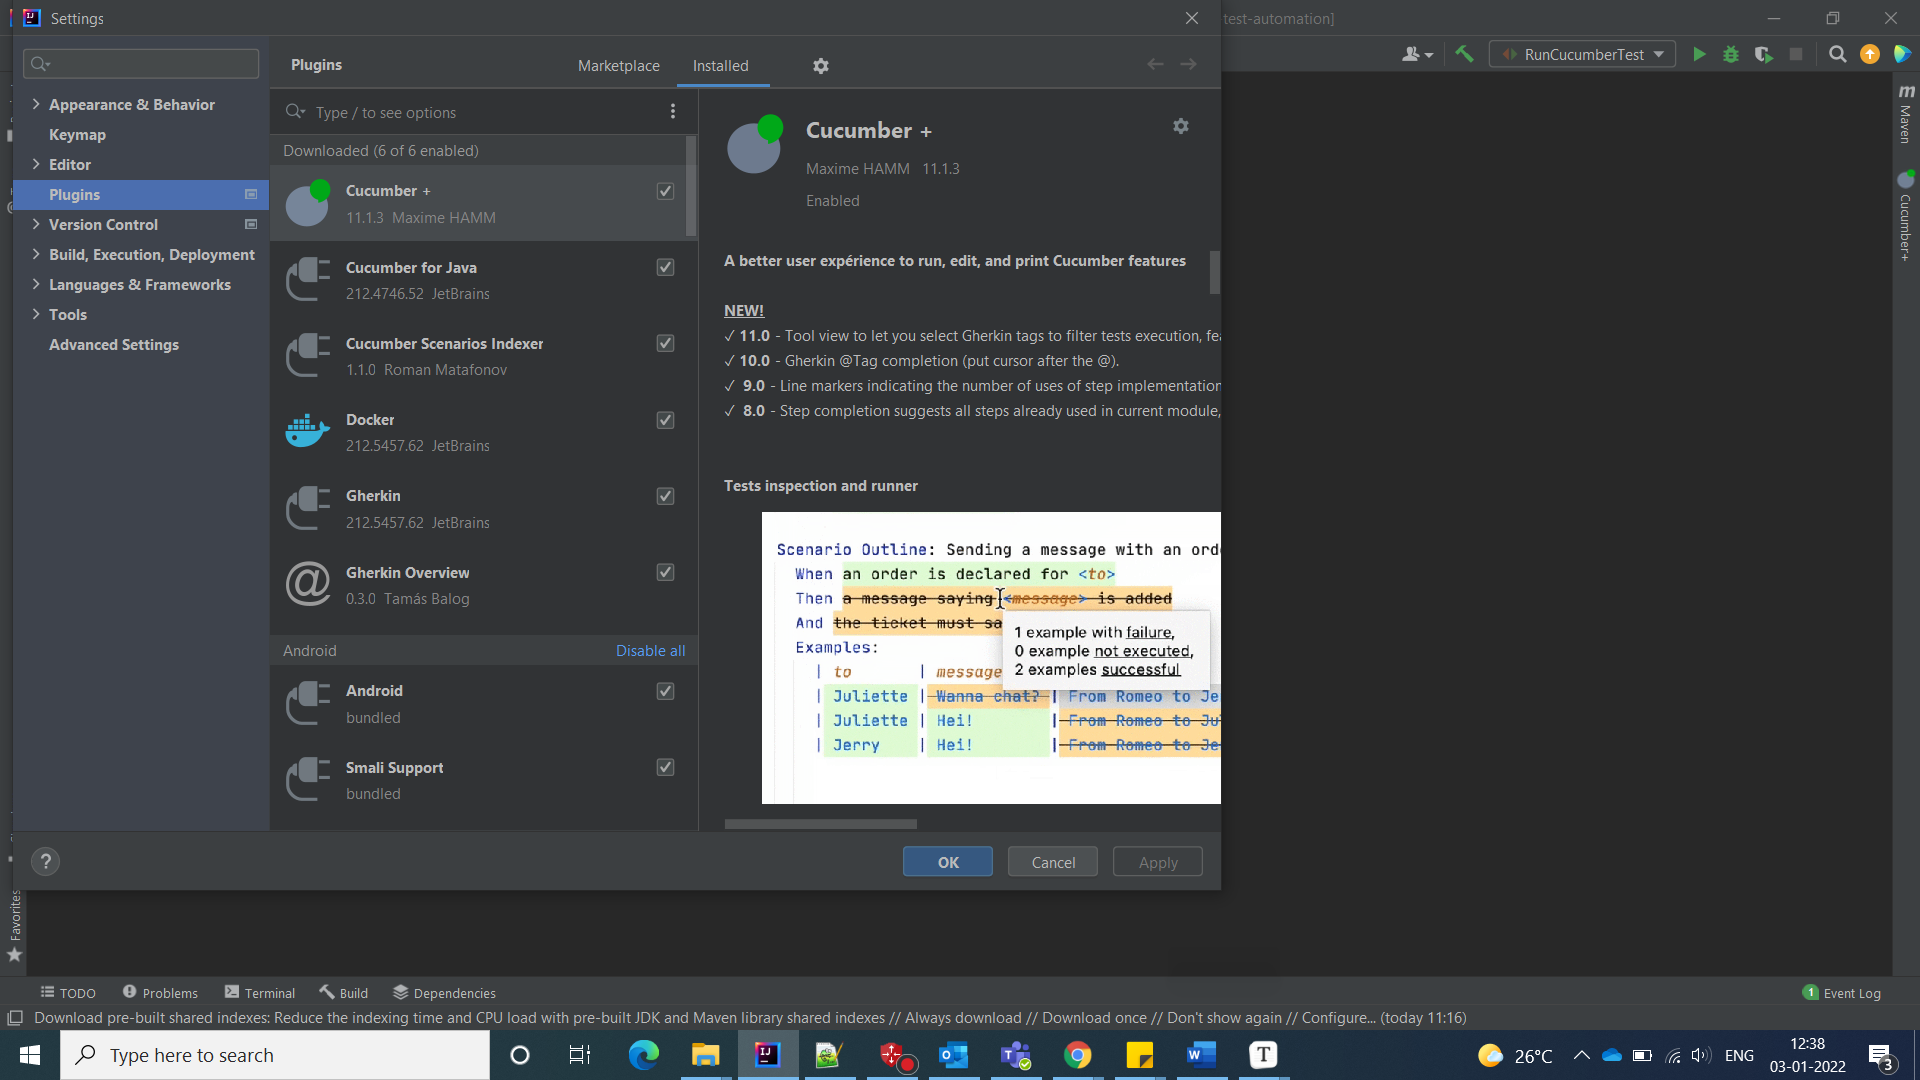 Settings
test-automation]
RunCucumberTest
Plugins
Marketplace
Installed
Appearance & Behavior
Keymap
Editor
Plugins
Version Control
Build, Execution, Deployment
Languages & Frameworks
Tools
Advanced Settings
Type / to see options
Downloaded (6 of 6 enabled)
Cucumber +
11.1.3 Maxime HAMM
Cucumber for Java
212.4746.52 JetBrains
Cucumber Scenarios Indexer
1.1.0 Roman Matafonov
Docker
212.5457.62 JetBrains
Gherkin
212.5457.62 JetBrains
Gherkin Overview
0.3.0 Tamás Balog
Android
Disable all
Android
bundled
Smali Support
bundled
Cucumber +
Maxime HAMM 11.1.3
Enabled
A better user expérience to run, edit, and print Cucumber features
NEW!
✓ 11.0 - Tool view to let you select Gherkin tags to filter tests execution, fea
✓ 10.0 - Gherkin @Tag completion (put cursor after the @).
✓ 9.0 - Line markers indicating the number of uses of step implementation
✓ 8.0 - Step completion suggests all steps already used in current module,
Tests inspection and runner
Scenario Outline: Sending a message with an orde
When an order is declared for <to>
Then a message saying <message> is added
And the ticket must sa
Examples:
| to | message
| Juliette | Wanna chat? | From Romeo to Je
| Juliette | Hei! | From Romeo to Ju
| Jerry | Hei! | From Romeo to Je
1 example with failure,
0 example not executed,
2 examples successful
?
OK
Cancel
Apply
Maven
Cucumber+
Favorites
TODO
Problems
Terminal
Build
Dependencies
1 Event Log
Download pre-built shared indexes: Reduce the indexing time and CPU load with pre-built JDK and Maven library shared indexes // Always download // Download once // Don't show again // Configure... (today 11:16)
Type here to search
26°C
ENG
12:38
03-01-2022
3